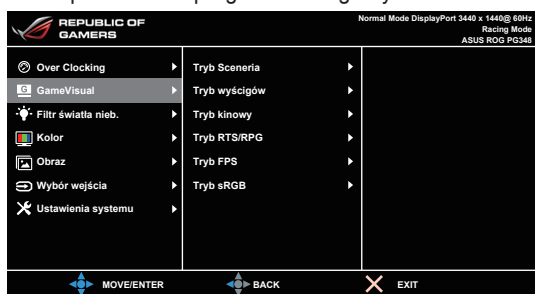 REPUBLIC OF
GAMERS
Normal Mode DisplayPort 3440 x 1440@ 60Hz
Racing Mode
ASUS ROG PG348
Over Clocking
GameVisual
Filtr światła nieb.
Kolor
Obraz
Wybór wejścia
Ustawienia systemu
Tryb Sceneria
Tryb wyścigów
Tryb kinowy
Tryb RTS/RPG
Tryb FPS
Tryb sRGB
MOVE/ENTER
BACK
EXIT